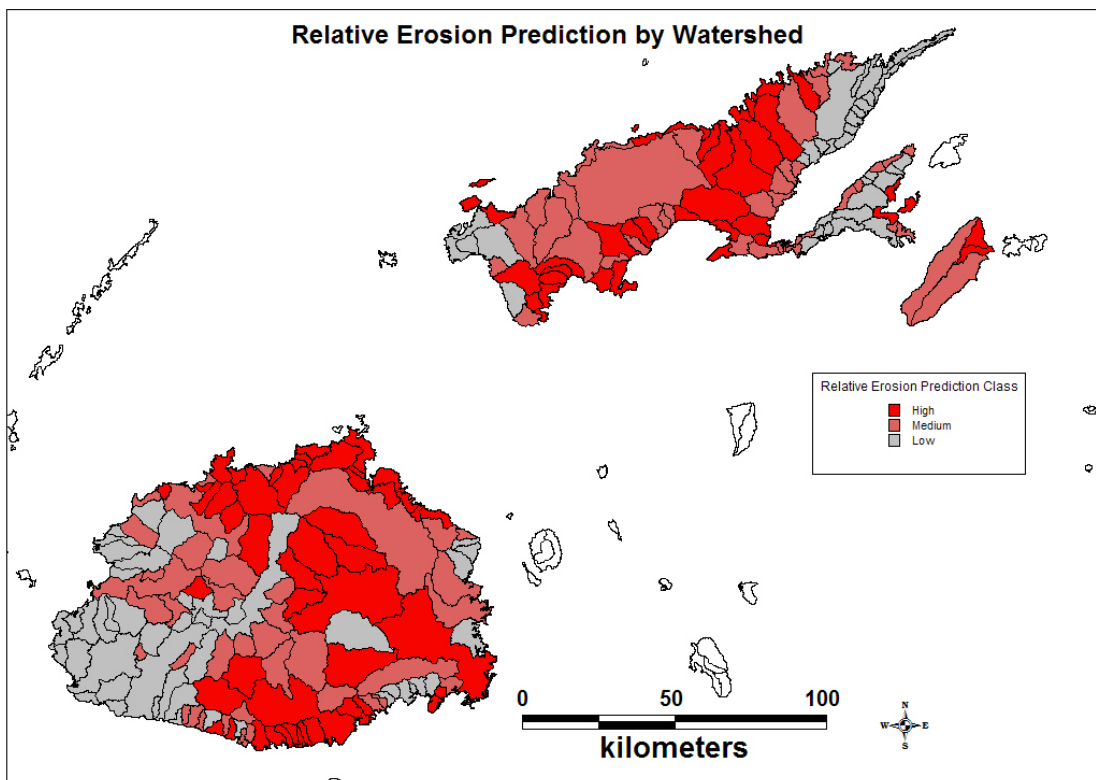 Relative Erosion Prediction by Watershed
Relative Erosion Prediction Class
High
Medium
Low
0 50 100
kilometers
N
W E
S